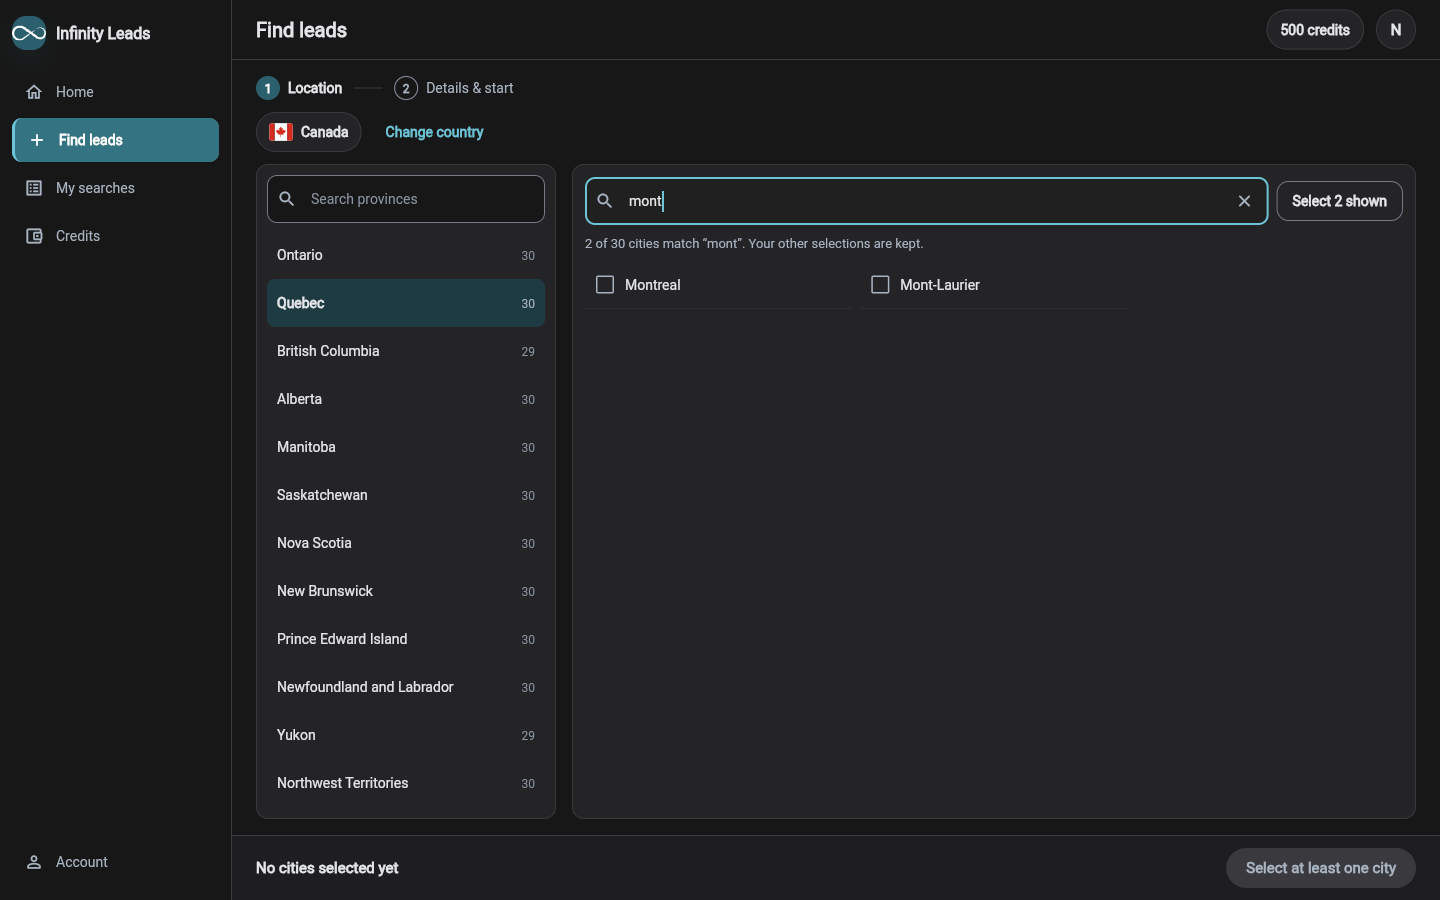 Infinity Leads
Find leads
500 credits
N
Home
Find leads
My searches
Credits
Account
1 Location
2 Details & start
Canada
Change country
Search provinces
Ontario 30
Quebec 30
British Columbia 29
Alberta 30
Manitoba 30
Saskatchewan 30
Nova Scotia 30
New Brunswick 30
Prince Edward Island 30
Newfoundland and Labrador 30
Yukon 29
Northwest Territories 30
mont
Select 2 shown
2 of 30 cities match “mont”. Your other selections are kept.
Montreal
Mont-Laurier
No cities selected yet
Select at least one city